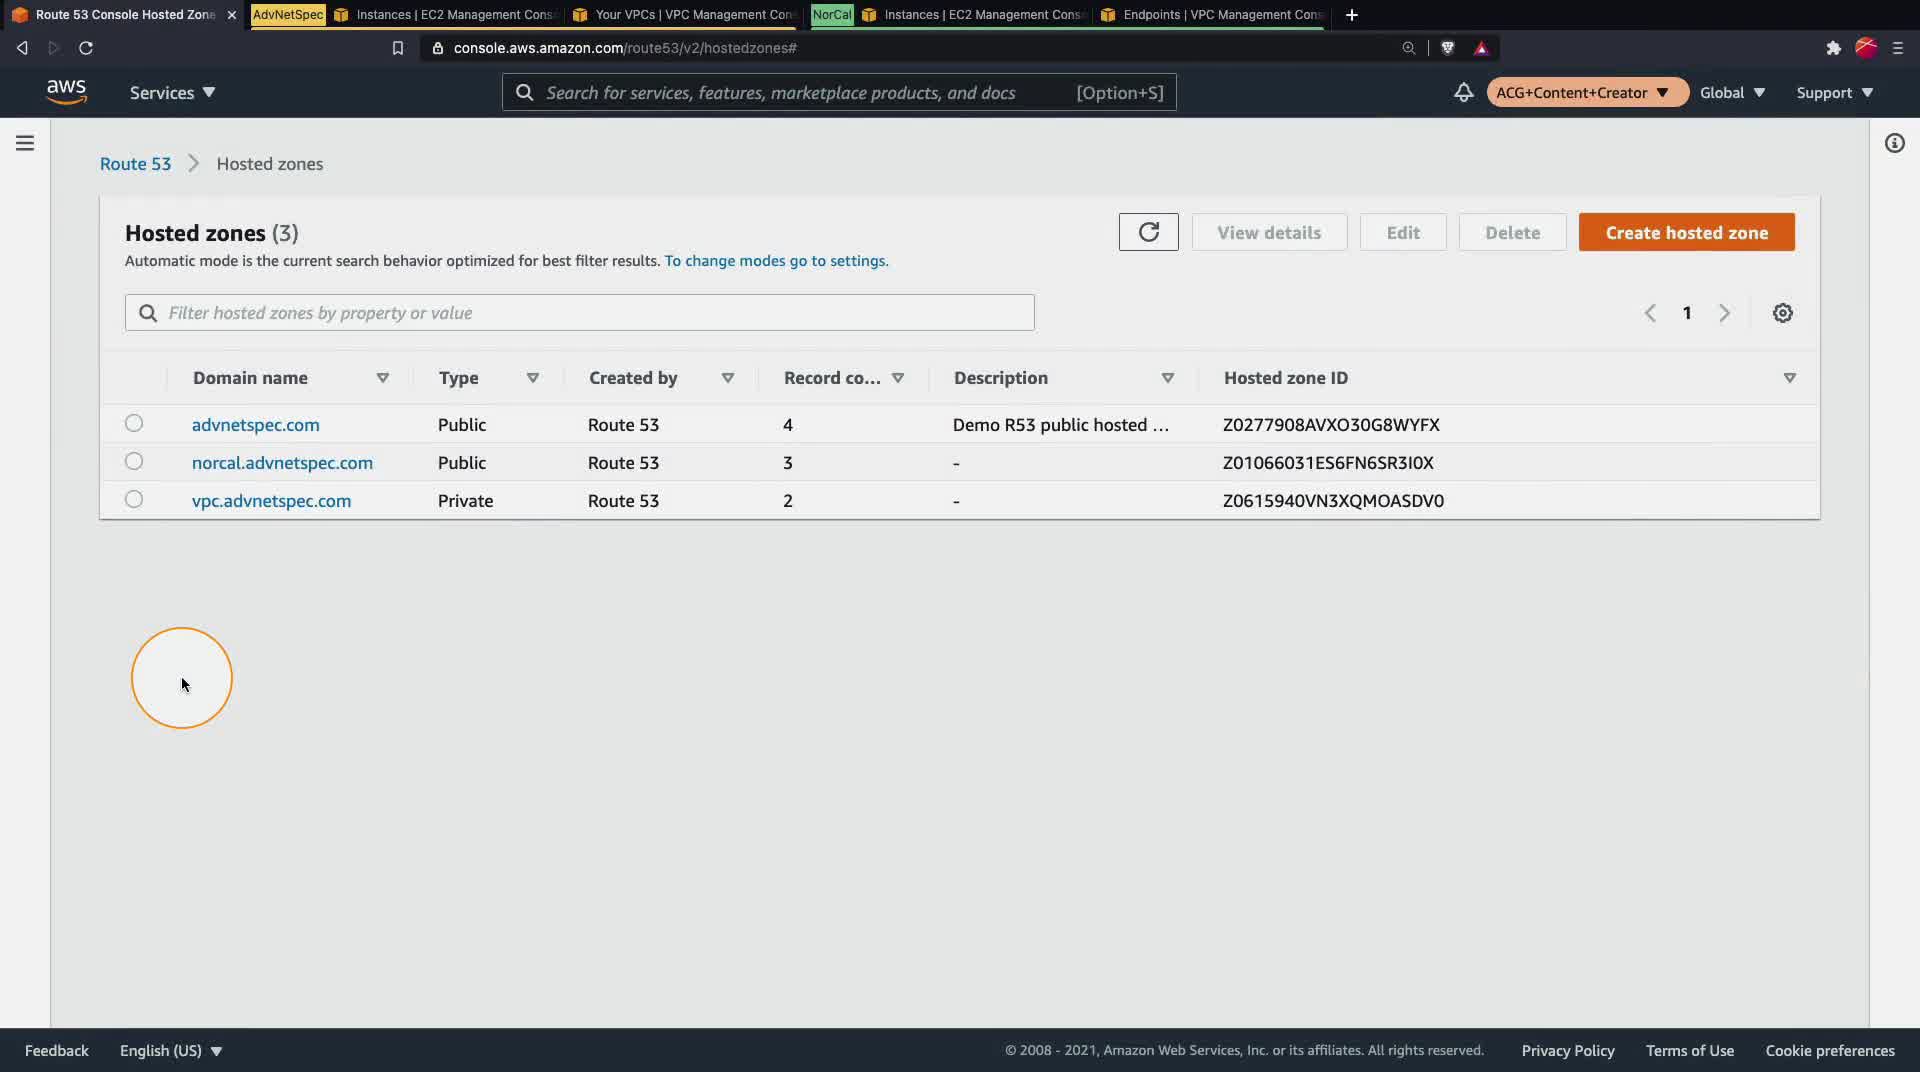 Route 53 Console Hosted Zone
AdvNetSpec
Instances | EC2 Management Cons
Your VPCs | VPC Management Con
NorCal
Instances | EC2 Management Cons
Endpoints | VPC Management Cons
console.aws.amazon.com/route53/v2/hostedzones#
aws
Services
Search for services, features, marketplace products, and docs
[Option+S]
ACG+Content+Creator
Global
Support
Route 53
Hosted zones
Hosted zones (3)
View details
Edit
Delete
Create hosted zone
Automatic mode is the current search behavior optimized for best filter results. To change modes go to settings.
Filter hosted zones by property or value
1
Domain name Type Created by Record co... Description Hosted zone ID
advnetspec.com Public Route 53 4 Demo R53 public hosted ... Z0277908AVXO30G8WYFX
norcal.advnetspec.com Public Route 53 3 - Z01066031ES6FN6SR3I0X
vpc.advnetspec.com Private Route 53 2 - Z0615940VN3XQMOASDV0
Feedback
English (US)
© 2008 - 2021, Amazon Web Services, Inc. or its affiliates. All rights reserved.
Privacy Policy
Terms of Use
Cookie preferences